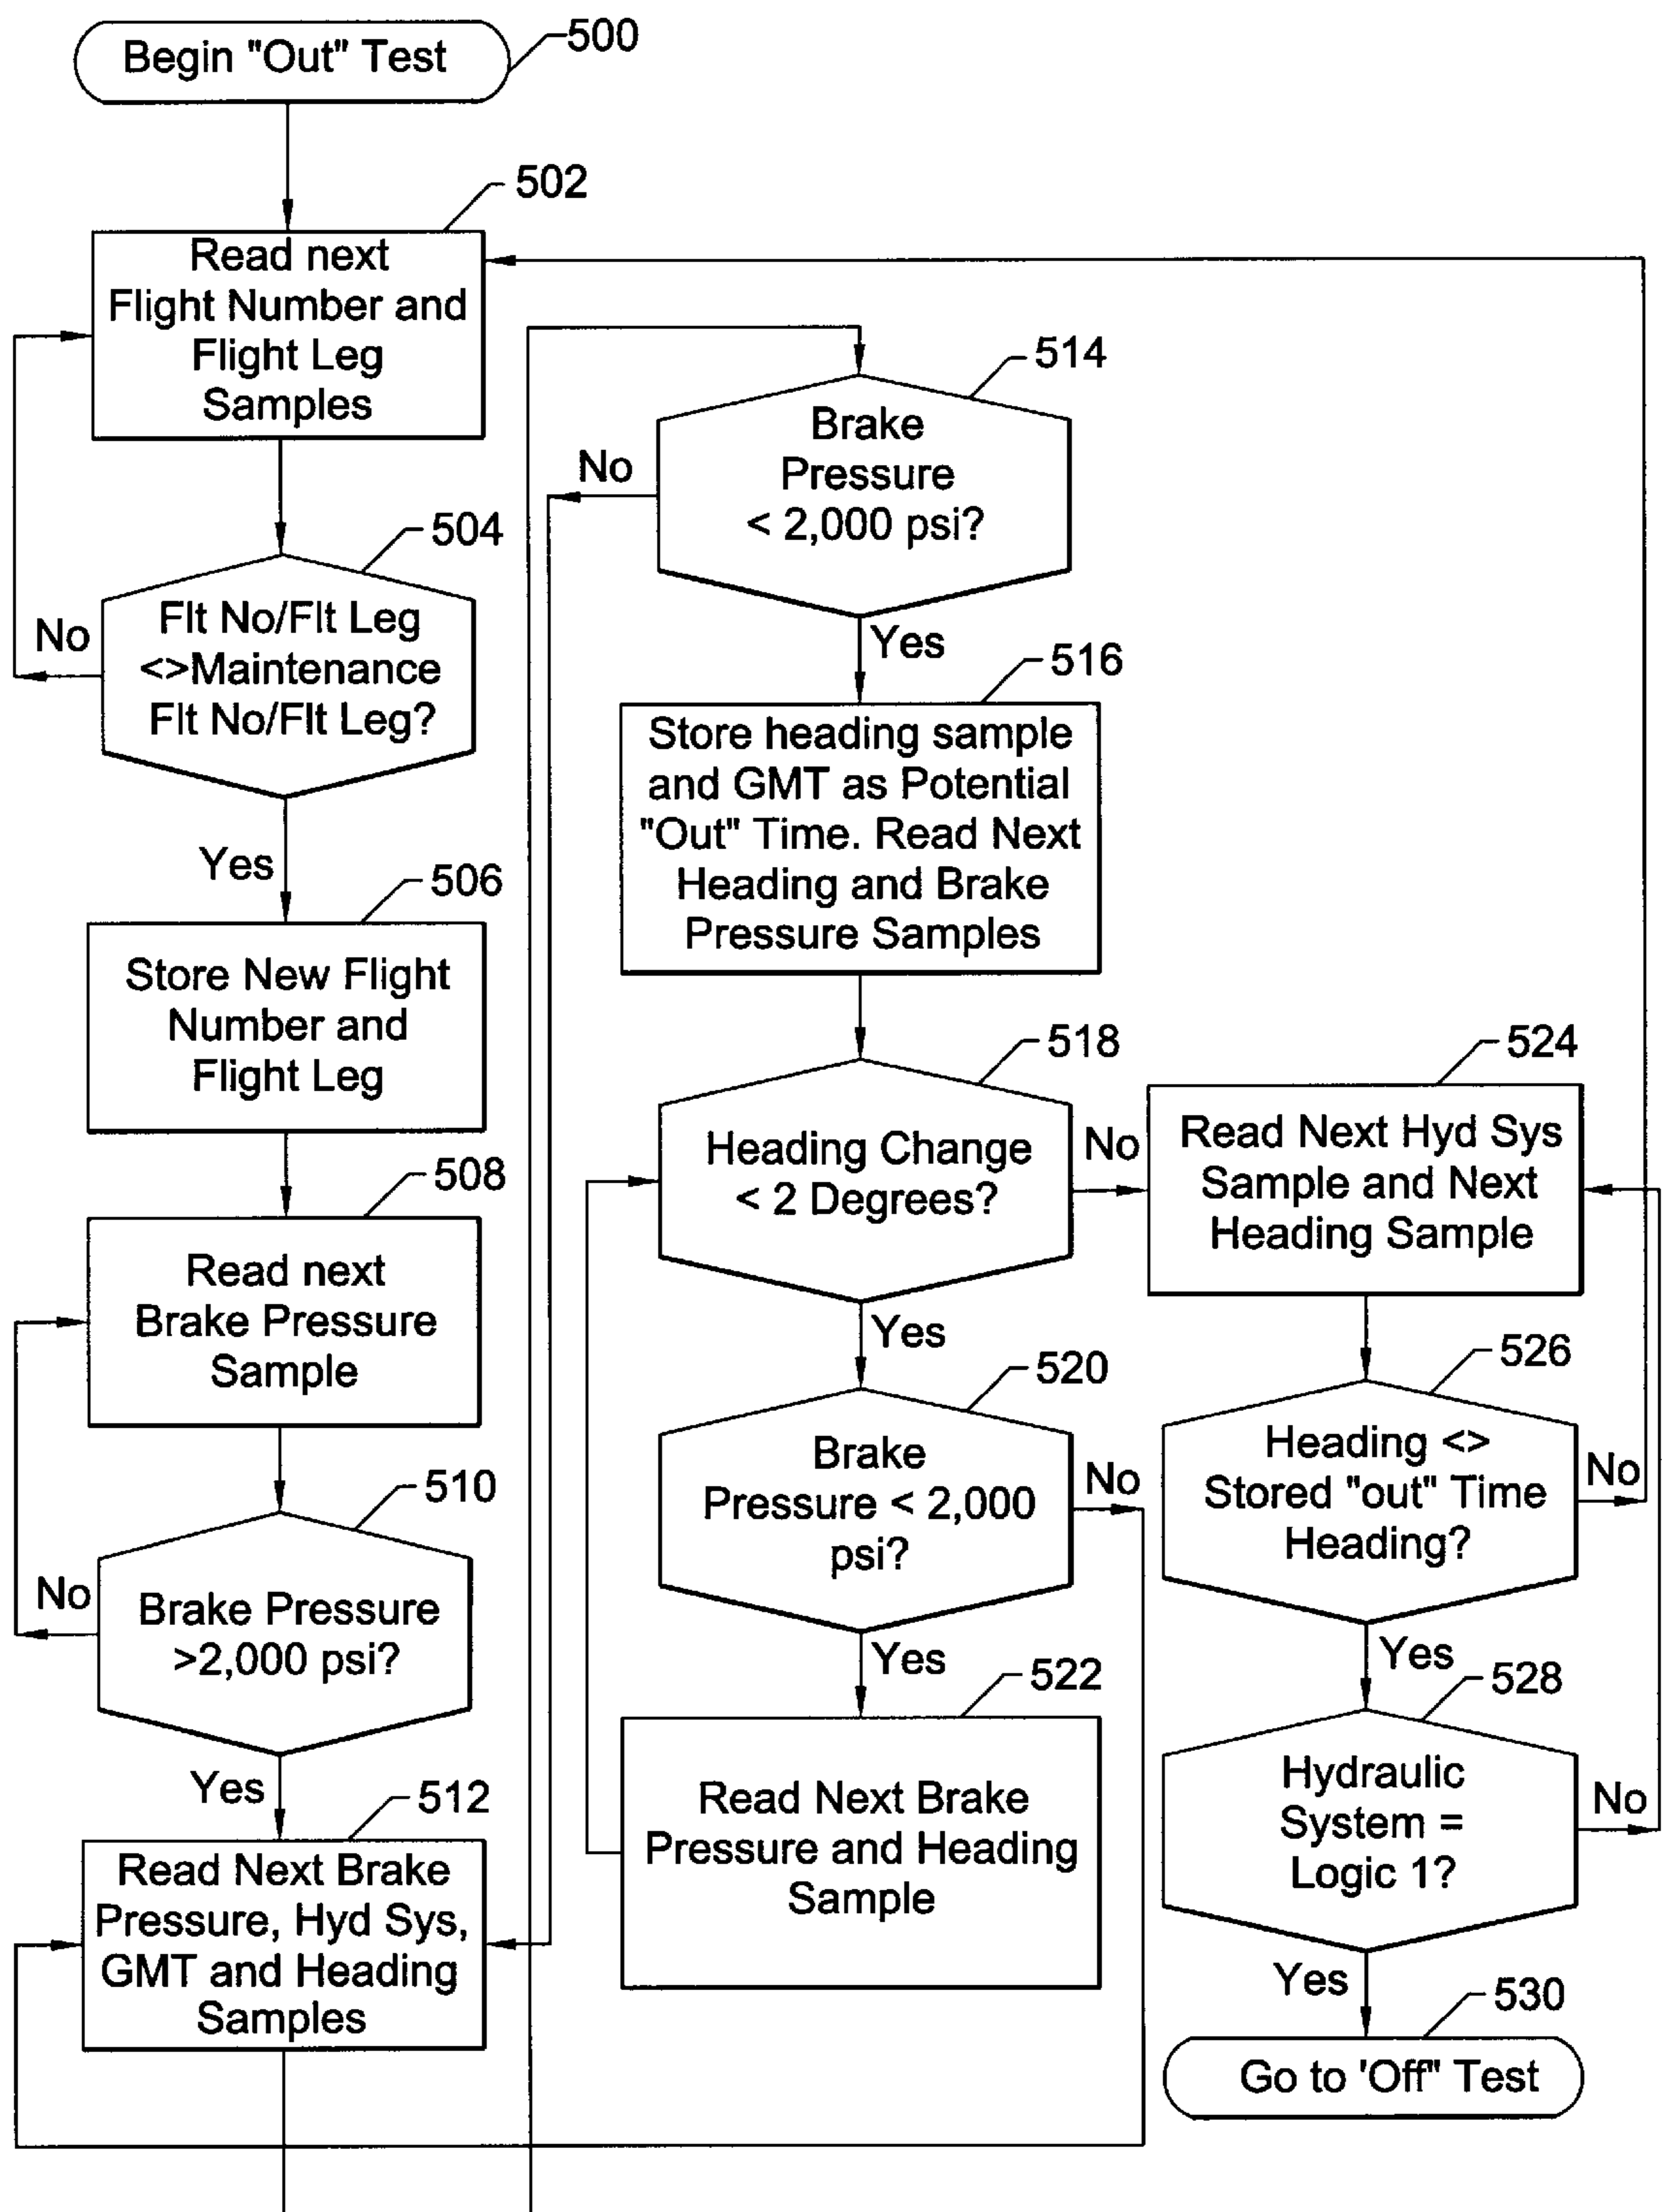 Begin "Out" Test
500
502
Read next
Flight Number and
Flight Leg
Samples
504
Flt No/Flt Leg
<>Maintenance
Flt No/Flt Leg?
No
Yes
506
Store New Flight
Number and
Flight Leg
508
Read next
Brake Pressure
Sample
510
Brake Pressure
>2,000 psi?
No
Yes
512
Read Next Brake
Pressure, Hyd Sys,
GMT and Heading
Samples
514
Brake
Pressure
< 2,000 psi?
No
Yes
516
Store heading sample
and GMT as Potential
"Out" Time. Read Next
Heading and Brake
Pressure Samples
518
Heading Change
< 2 Degrees?
No
Yes
520
Brake
Pressure < 2,000
psi?
No
Yes
522
Read Next Brake
Pressure and Heading
Sample
524
Read Next Hyd Sys
Sample and Next
Heading Sample
526
Heading <>
Stored "out" Time
Heading?
No
Yes
528
Hydraulic
System =
Logic 1?
No
Yes
530
Go to 'Off" Test